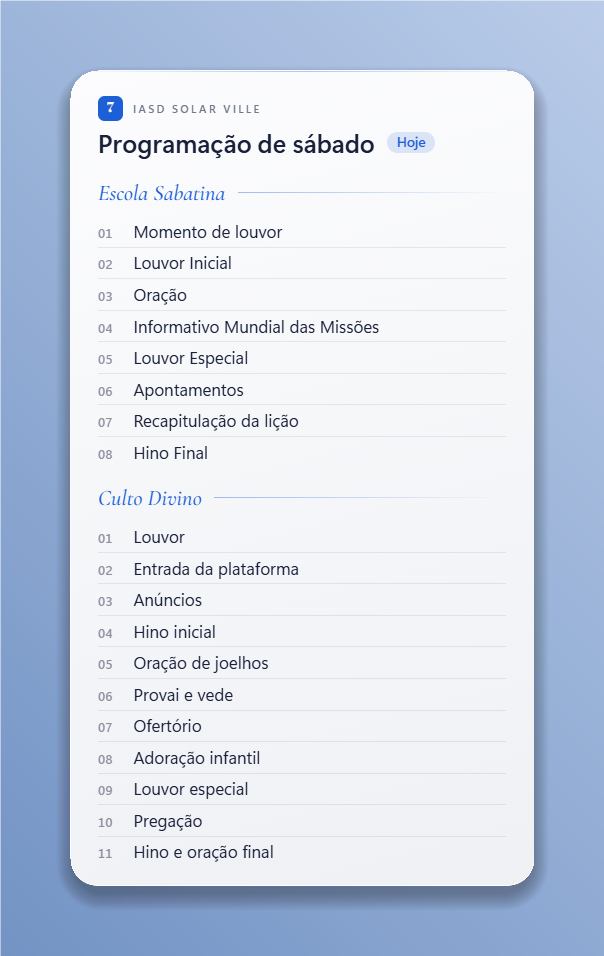 7 IASD SOLAR VILLE
Programação de sábado Hoje
Escola Sabatina
01 Momento de louvor
02 Louvor Inicial
03 Oração
04 Informativo Mundial das Missões
05 Louvor Especial
06 Apontamentos
07 Recapitulação da lição
08 Hino Final
Culto Divino
01 Louvor
02 Entrada da plataforma
03 Anúncios
04 Hino inicial
05 Oração de joelhos
06 Provai e vede
07 Ofertório
08 Adoração infantil
09 Louvor especial
10 Pregação
11 Hino e oração final